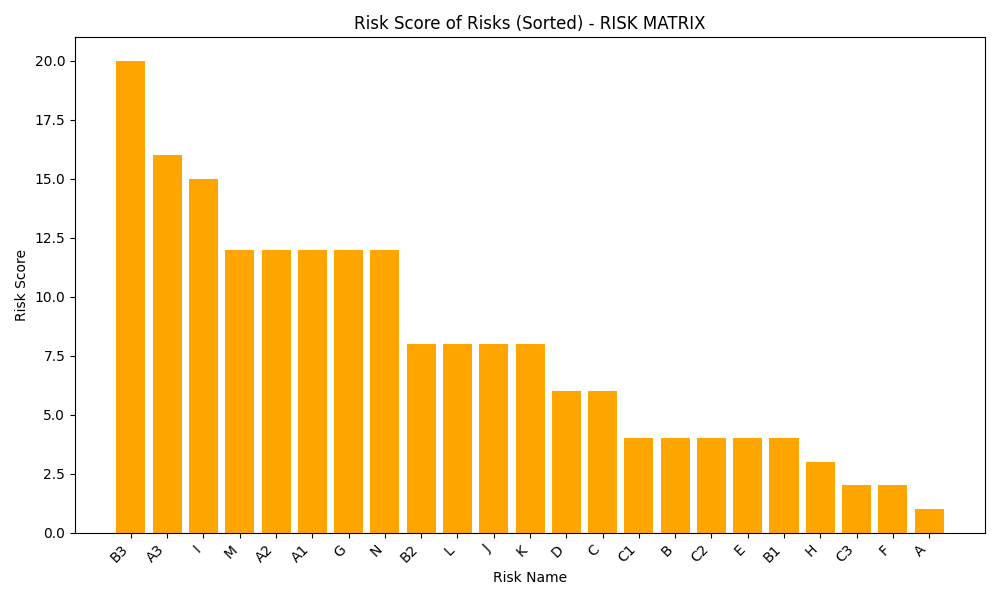 Risk Score of Risks (Sorted) - RISK MATRIX
Risk Score
20.0
17.5
15.0
12.5
10.0
7.5
5.0
2.5
0.0
B3 A3 I M A2 A1 G N B2 L J K D C C1 B C2 E B1 H C3 F A
Risk Name